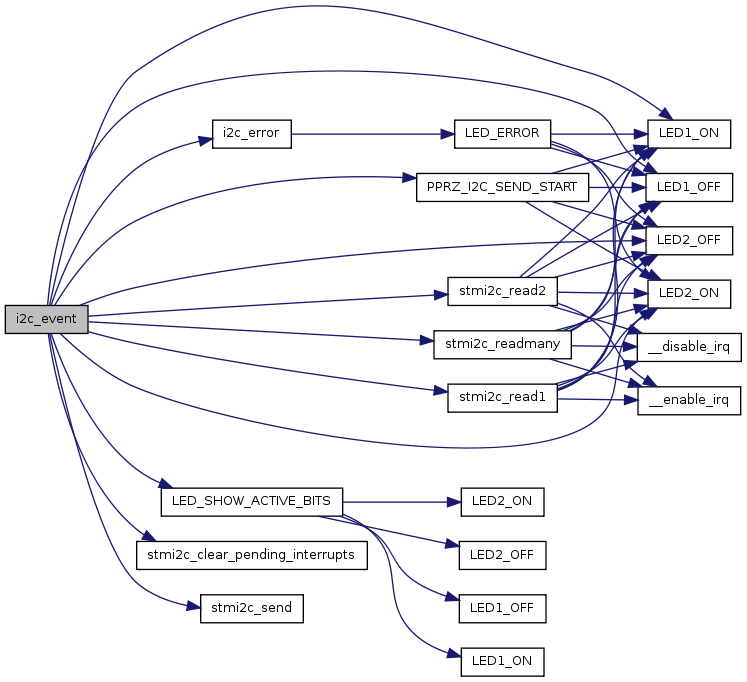 i2c_event
i2c_error
LED_ERROR
LED1_ON
PPRZ_I2C_SEND_START
LED1_OFF
LED2_OFF
stmi2c_read2
LED2_ON
stmi2c_readmany
__disable_irq
stmi2c_read1
__enable_irq
LED_SHOW_ACTIVE_BITS
LED2_ON
stmi2c_clear_pending_interrupts
LED2_OFF
stmi2c_send
LED1_OFF
LED1_ON